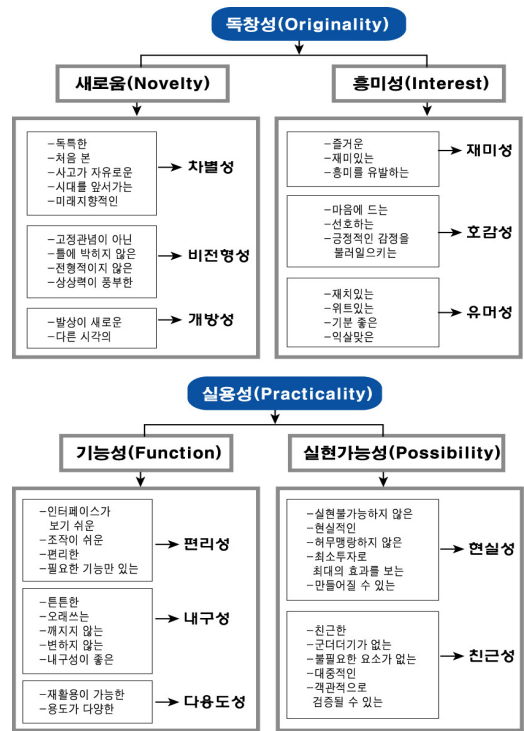 독창성(Originality)
새로움(Novelty)
-독특한
-처음 본
-사고가 자유로운
-시대를 앞서가는
-미래지향적인
차별성
-고정관념이 아닌
-틀에 박히지 않은
-전형적이지 않은
-상상력이 풍부한
비전형성
-발상이 새로운
-다른 시각의
개방성
흥미성(Interest)
-즐거운
-재미있는
-흥미를 유발하는
재미성
-마음에 드는
-선호하는
-긍정적인 감정을
불러일으키는
호감성
-재치있는
-위트있는
-기분 좋은
-익살맞은
유머성
실용성(Practicality)
기능성(Function)
-인터페이스가
보기 쉬운
-조작이 쉬운
-편리한
-필요한 기능만 있는
편리성
-튼튼한
-오래쓰는
-깨지지 않는
-변하지 않는
-내구성이 좋은
내구성
-재활용이 가능한
-용도가 다양한
다용도성
실현가능성(Possibility)
-실현불가능하지 않은
-현실적인
-허무맹랑하지 않은
-최소투자로
최대의 효과를 보는
-만들어질 수 있는
현실성
-친근한
-군더더기가 없는
-불필요한 요소가 없는
-대중적인
-객관적으로
검증될 수 있는
친근성